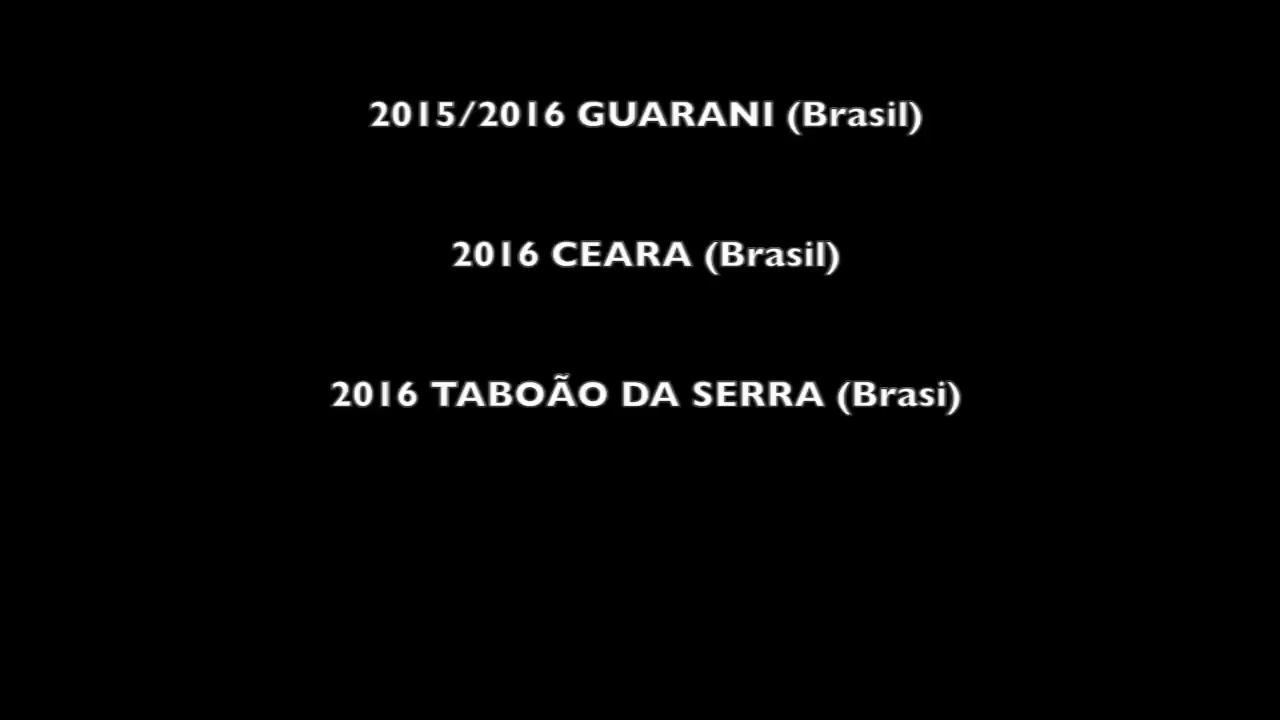 2015/2016 GUARANI (Brasil)
2016 CEARA (Brasil)
2016 TABOÃO DA SERRA (Brasi)